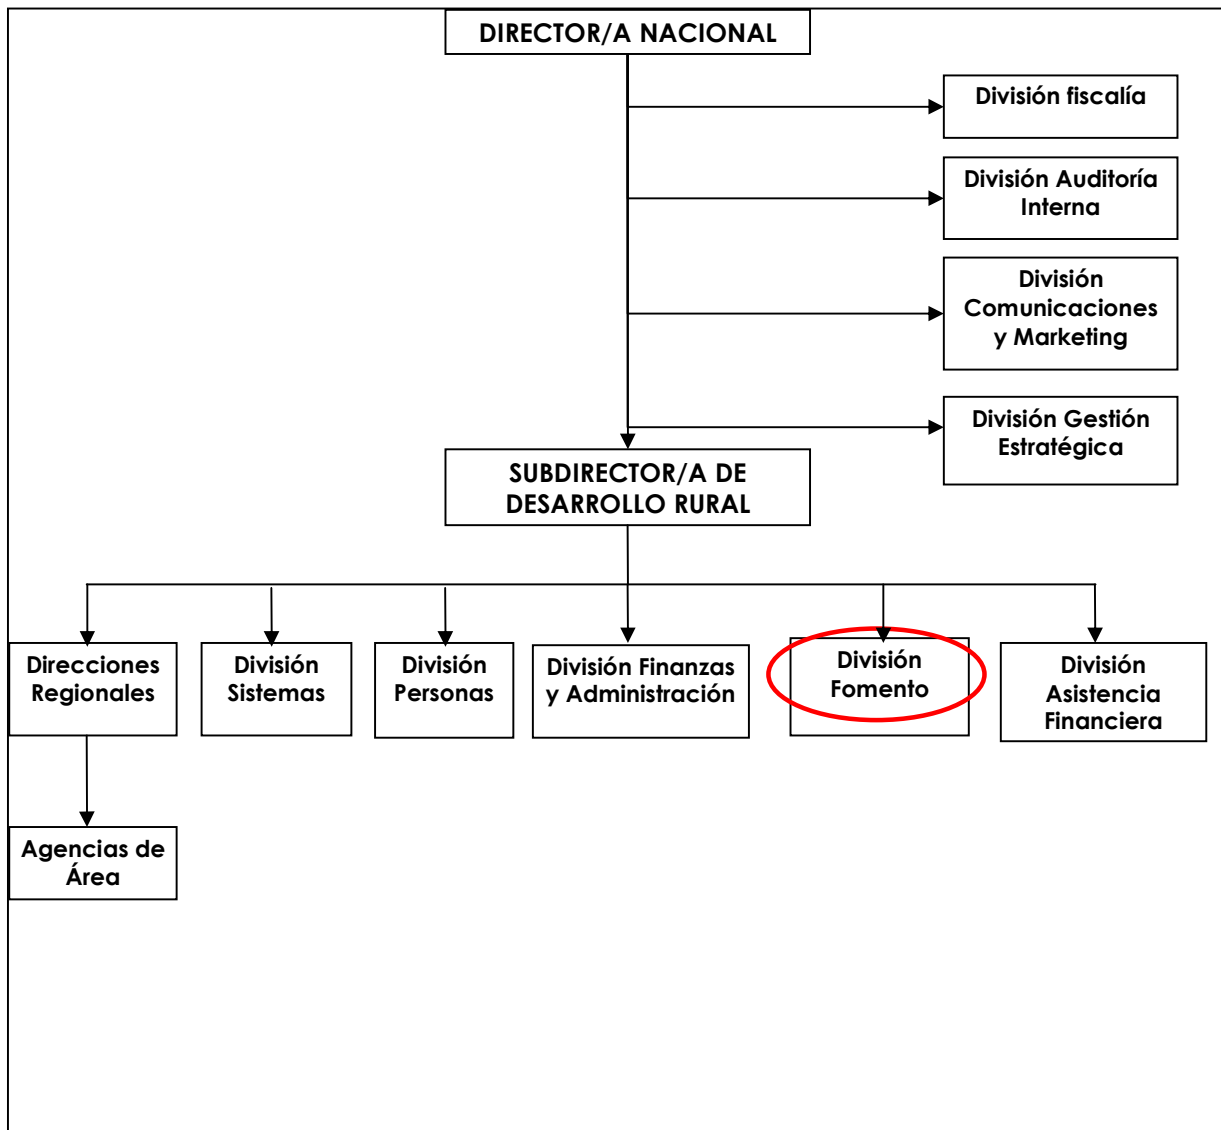 DIRECTOR/A NACIONAL
División fiscalía
División Auditoría
Interna
División
Comunicaciones
y Marketing
División Gestión
Estratégica
SUBDIRECTOR/A DE
DESARROLLO RURAL
Direcciones
Regionales
División
Sistemas
División
Personas
División Finanzas
y Administración
División
Fomento
División
Asistencia
Financiera
Agencias de
Área